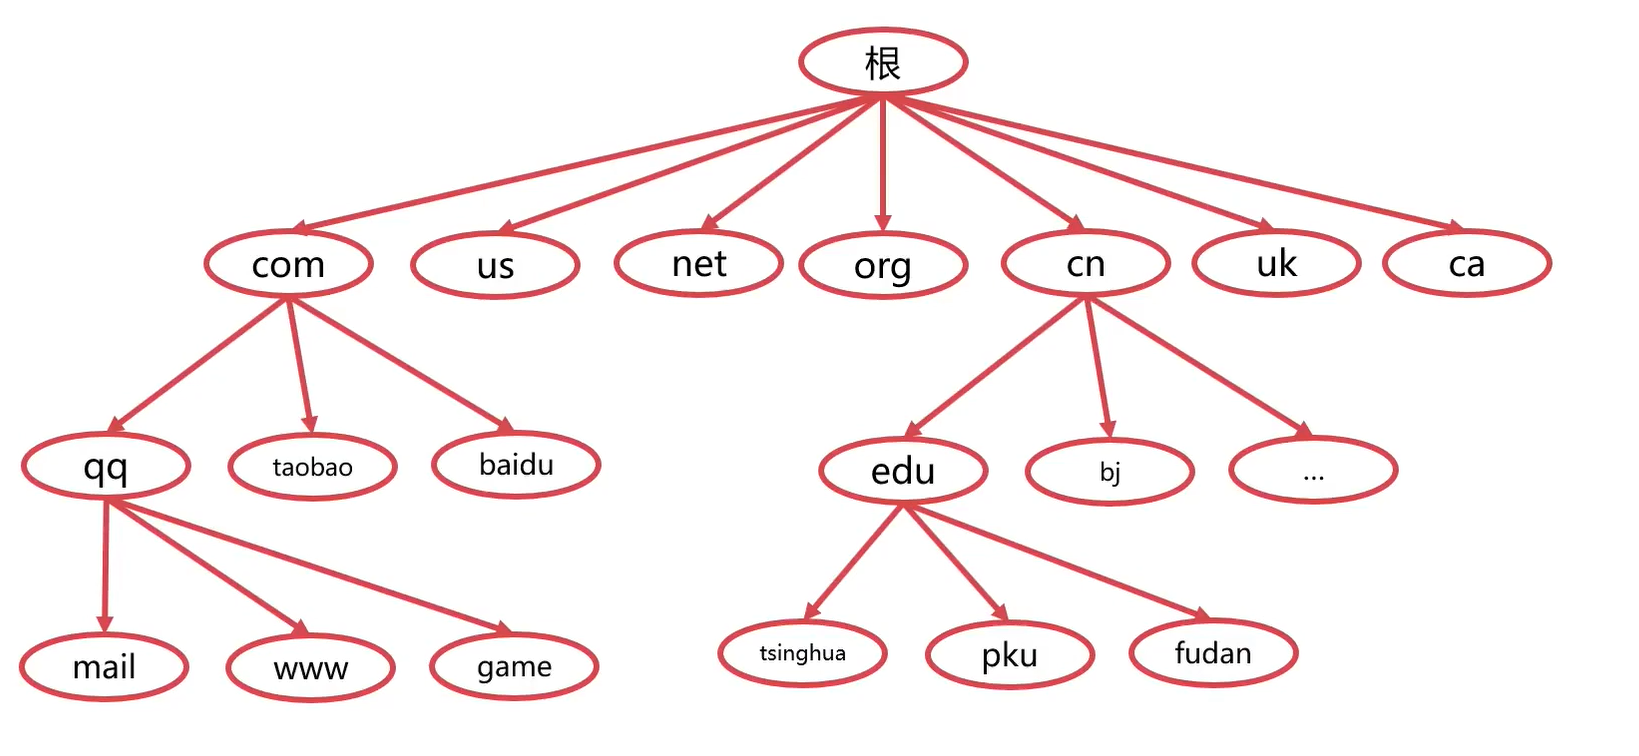 根
com
us
net
org
cn
uk
ca
qq
taobao
baidu
edu
bj
...
mail
www
game
tsinghua
pku
fudan